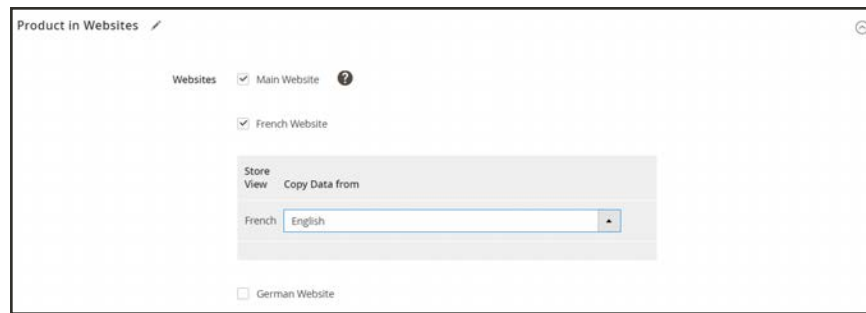 Product in Websites
Websites
Main Website
?
French Website
Store
View
Copy Data from
French
English
German Website